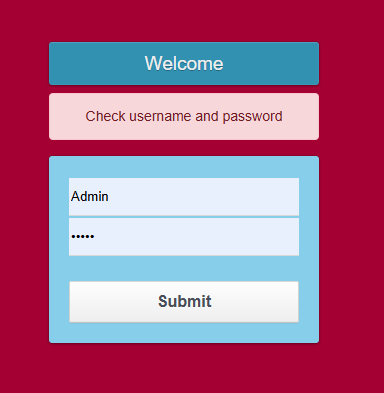 Welcome
Check username and password
Admin
•••••
Submit